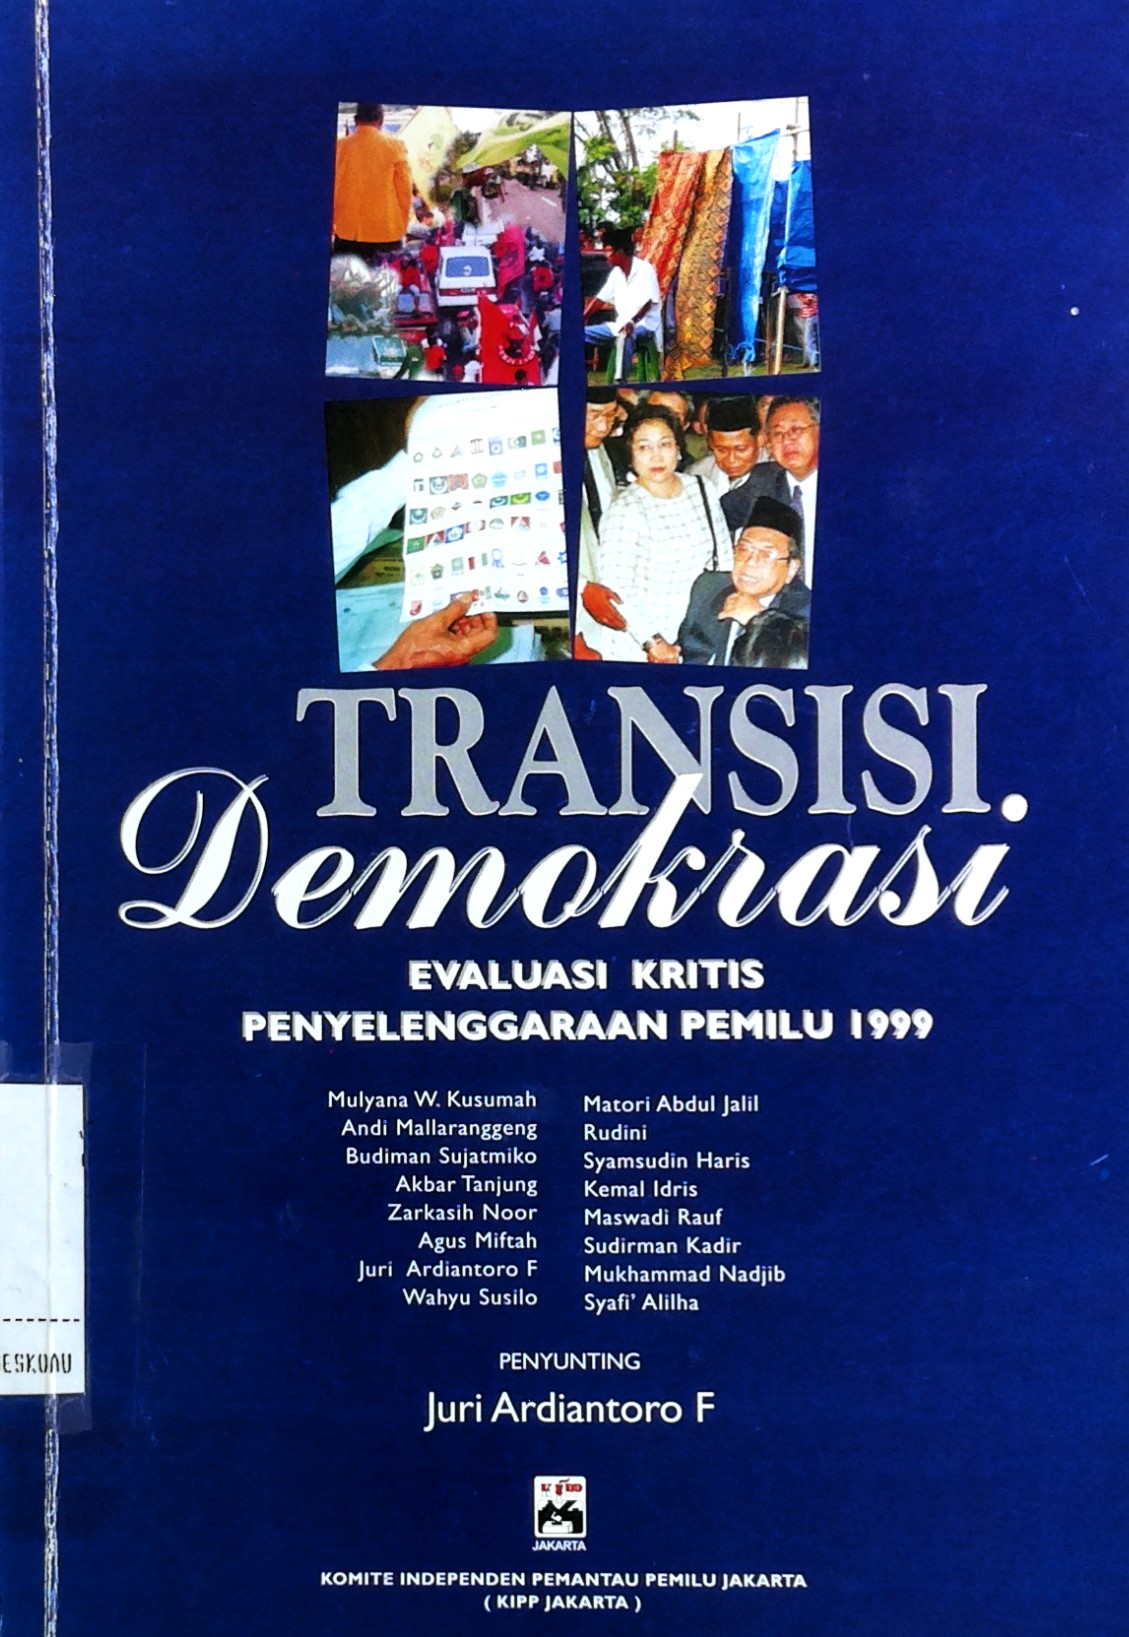 TRANSISI
Demokrasi
EVALUASI KRITIS
PENYELENGGARAAN PEMILU 1999
Mulyana W. Kusumah
Andi Mallaranggeng
Budiman Sujatmiko
Akbar Tanjung
Zarkasih Noor
Agus Miftah
Juri Ardiantoro F
Wahyu Susilo
Matori Abdul Jalil
Rudini
Syamsudin Haris
Kemal Idris
Maswadi Rauf
Sudirman Kadir
Mukhammad Nadjib
Syafi' Alilha
PENYUNTING
Juri Ardiantoro F
JAKARTA
KOMITE INDEPENDEN PEMANTAU PEMILU JAKARTA
( KIPP JAKARTA )